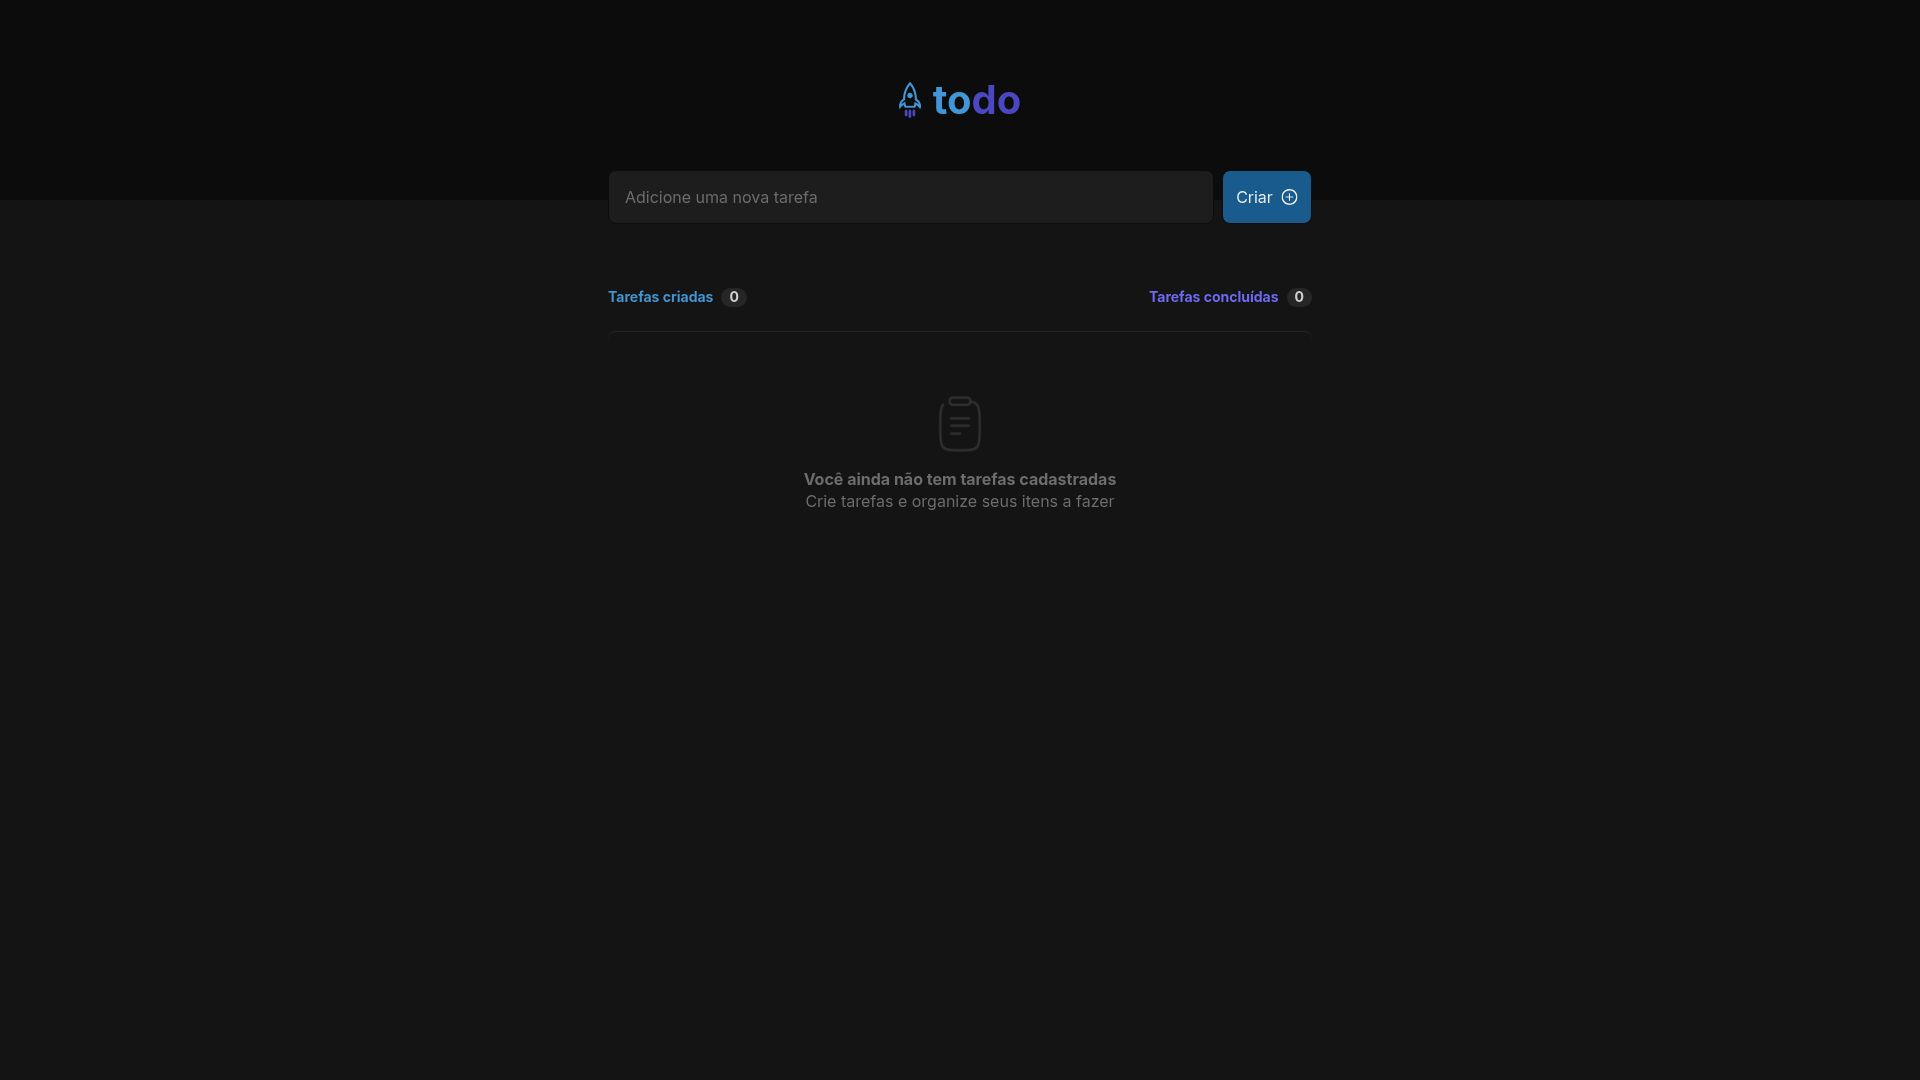 todo
Adicione uma nova tarefa
Criar
Tarefas criadas 0
Tarefas concluídas 0
Você ainda não tem tarefas cadastradas
Crie tarefas e organize seus itens a fazer